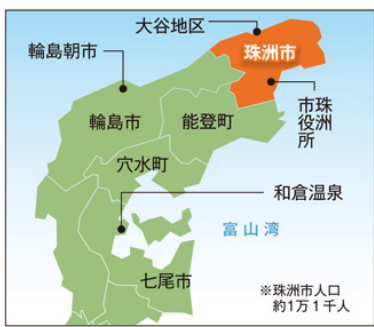 大谷地区
輪島朝市
珠洲市
輪島市
能登町
珠洲
市役所
穴水町
和倉温泉
富山湾
七尾市
※珠洲市人口
約1万1千人